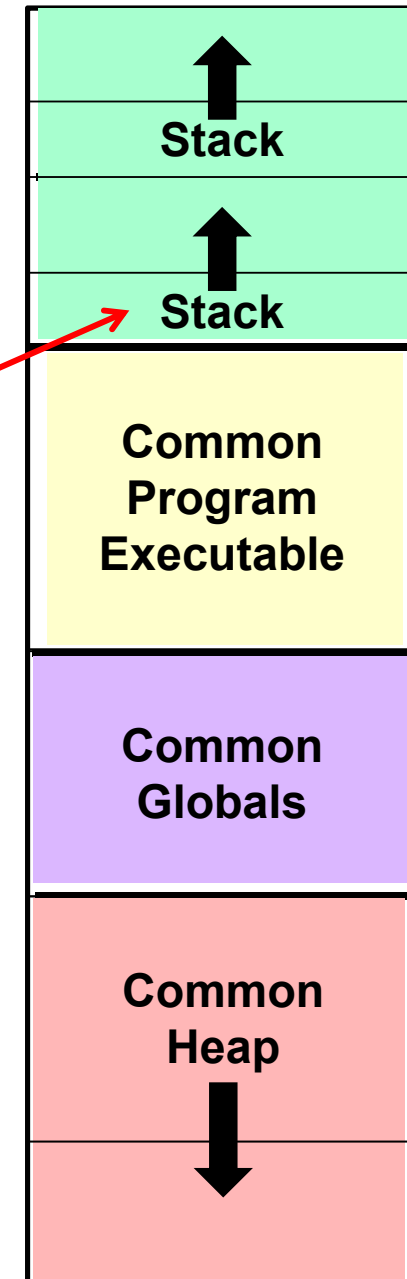 Stack
Stack
Common
Program
Executable
Common
Globals
Common
Heap